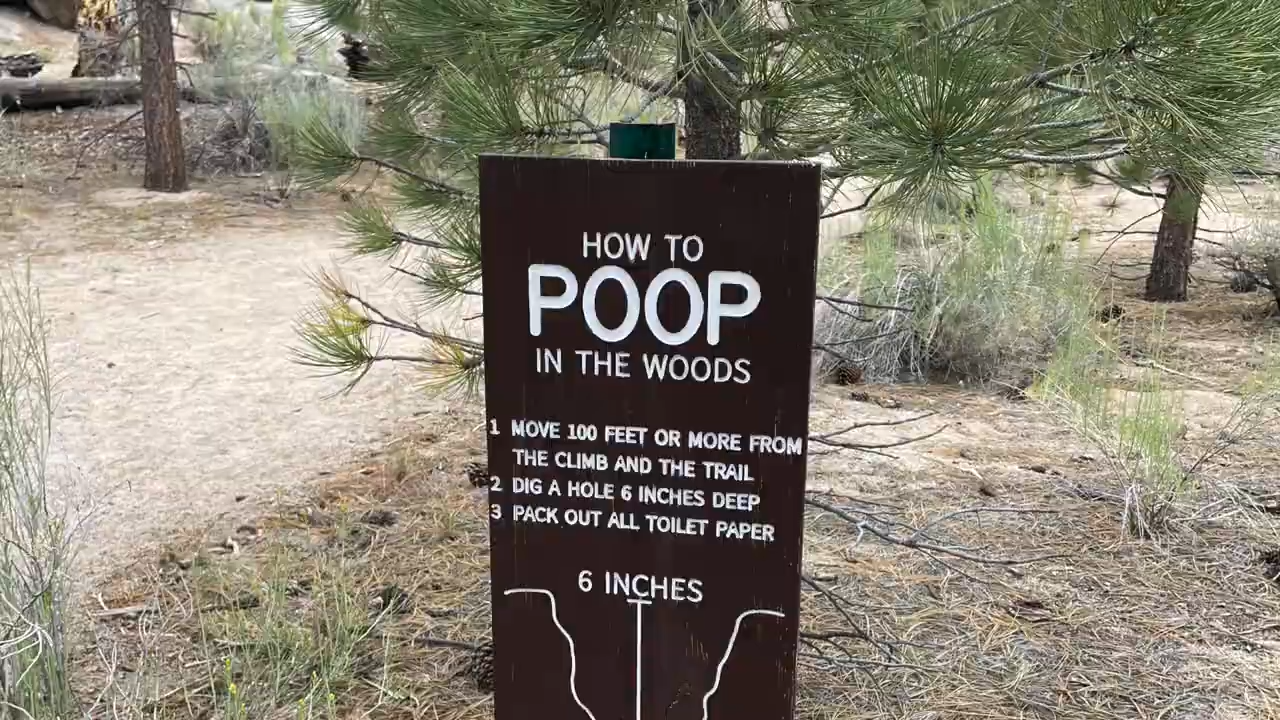 HOW TO
POOP
IN THE WOODS
1 MOVE 100 FEET OR MORE FROM
THE CLIMB AND THE TRAIL
2 DIG A HOLE 6 INCHES DEEP
3 PACK OUT ALL TOILET PAPER
6 INCHES